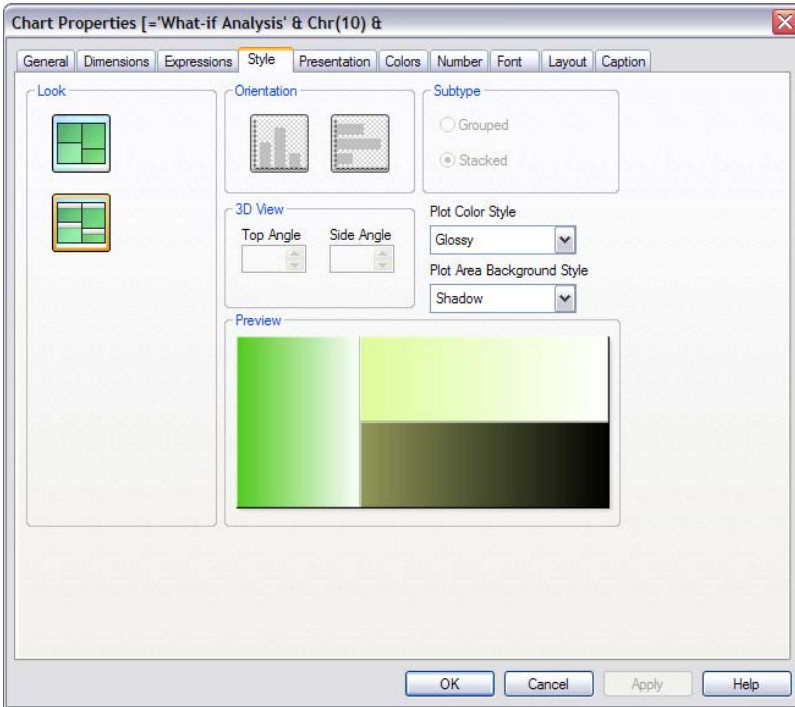 Chart Properties [='What-if Analysis' & Chr(10) &
General Dimensions Expressions Style Presentation Colors Number Font Layout Caption
Look
Orientation
Subtype
Grouped
Stacked
3D View
Top Angle Side Angle
Plot Color Style
Glossy
Plot Area Background Style
Shadow
Preview
OK Cancel Apply Help